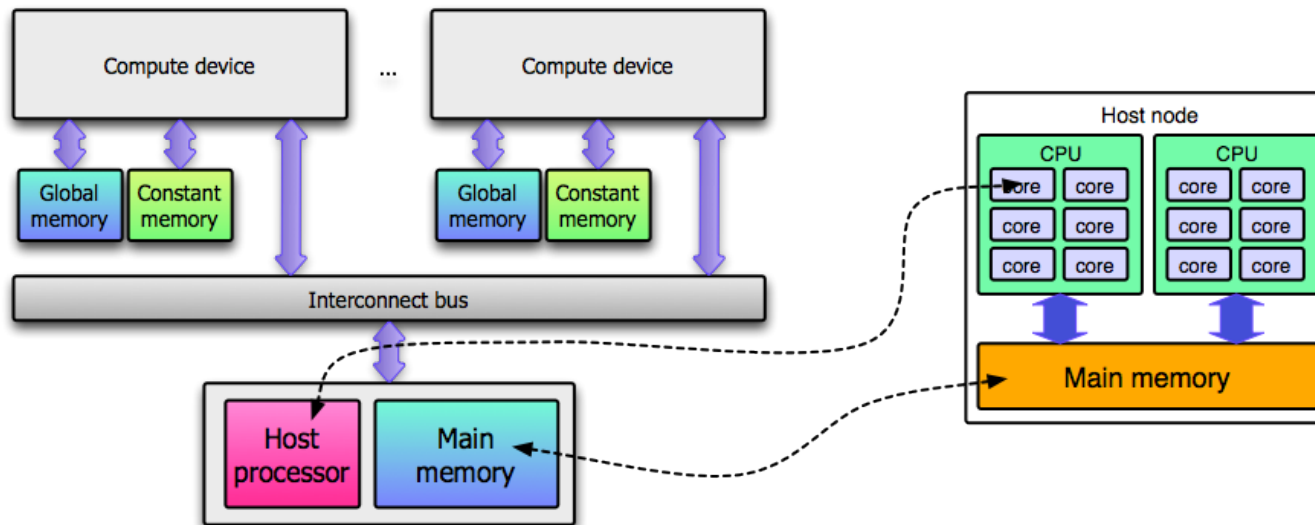 Compute device
...
Compute device
Global
memory
Constant
memory
Global
memory
Constant
memory
Interconnect bus
Host
processor
Main
memory
Host node
CPU
core core
core core
core core
CPU
core core
core core
core core
Main memory